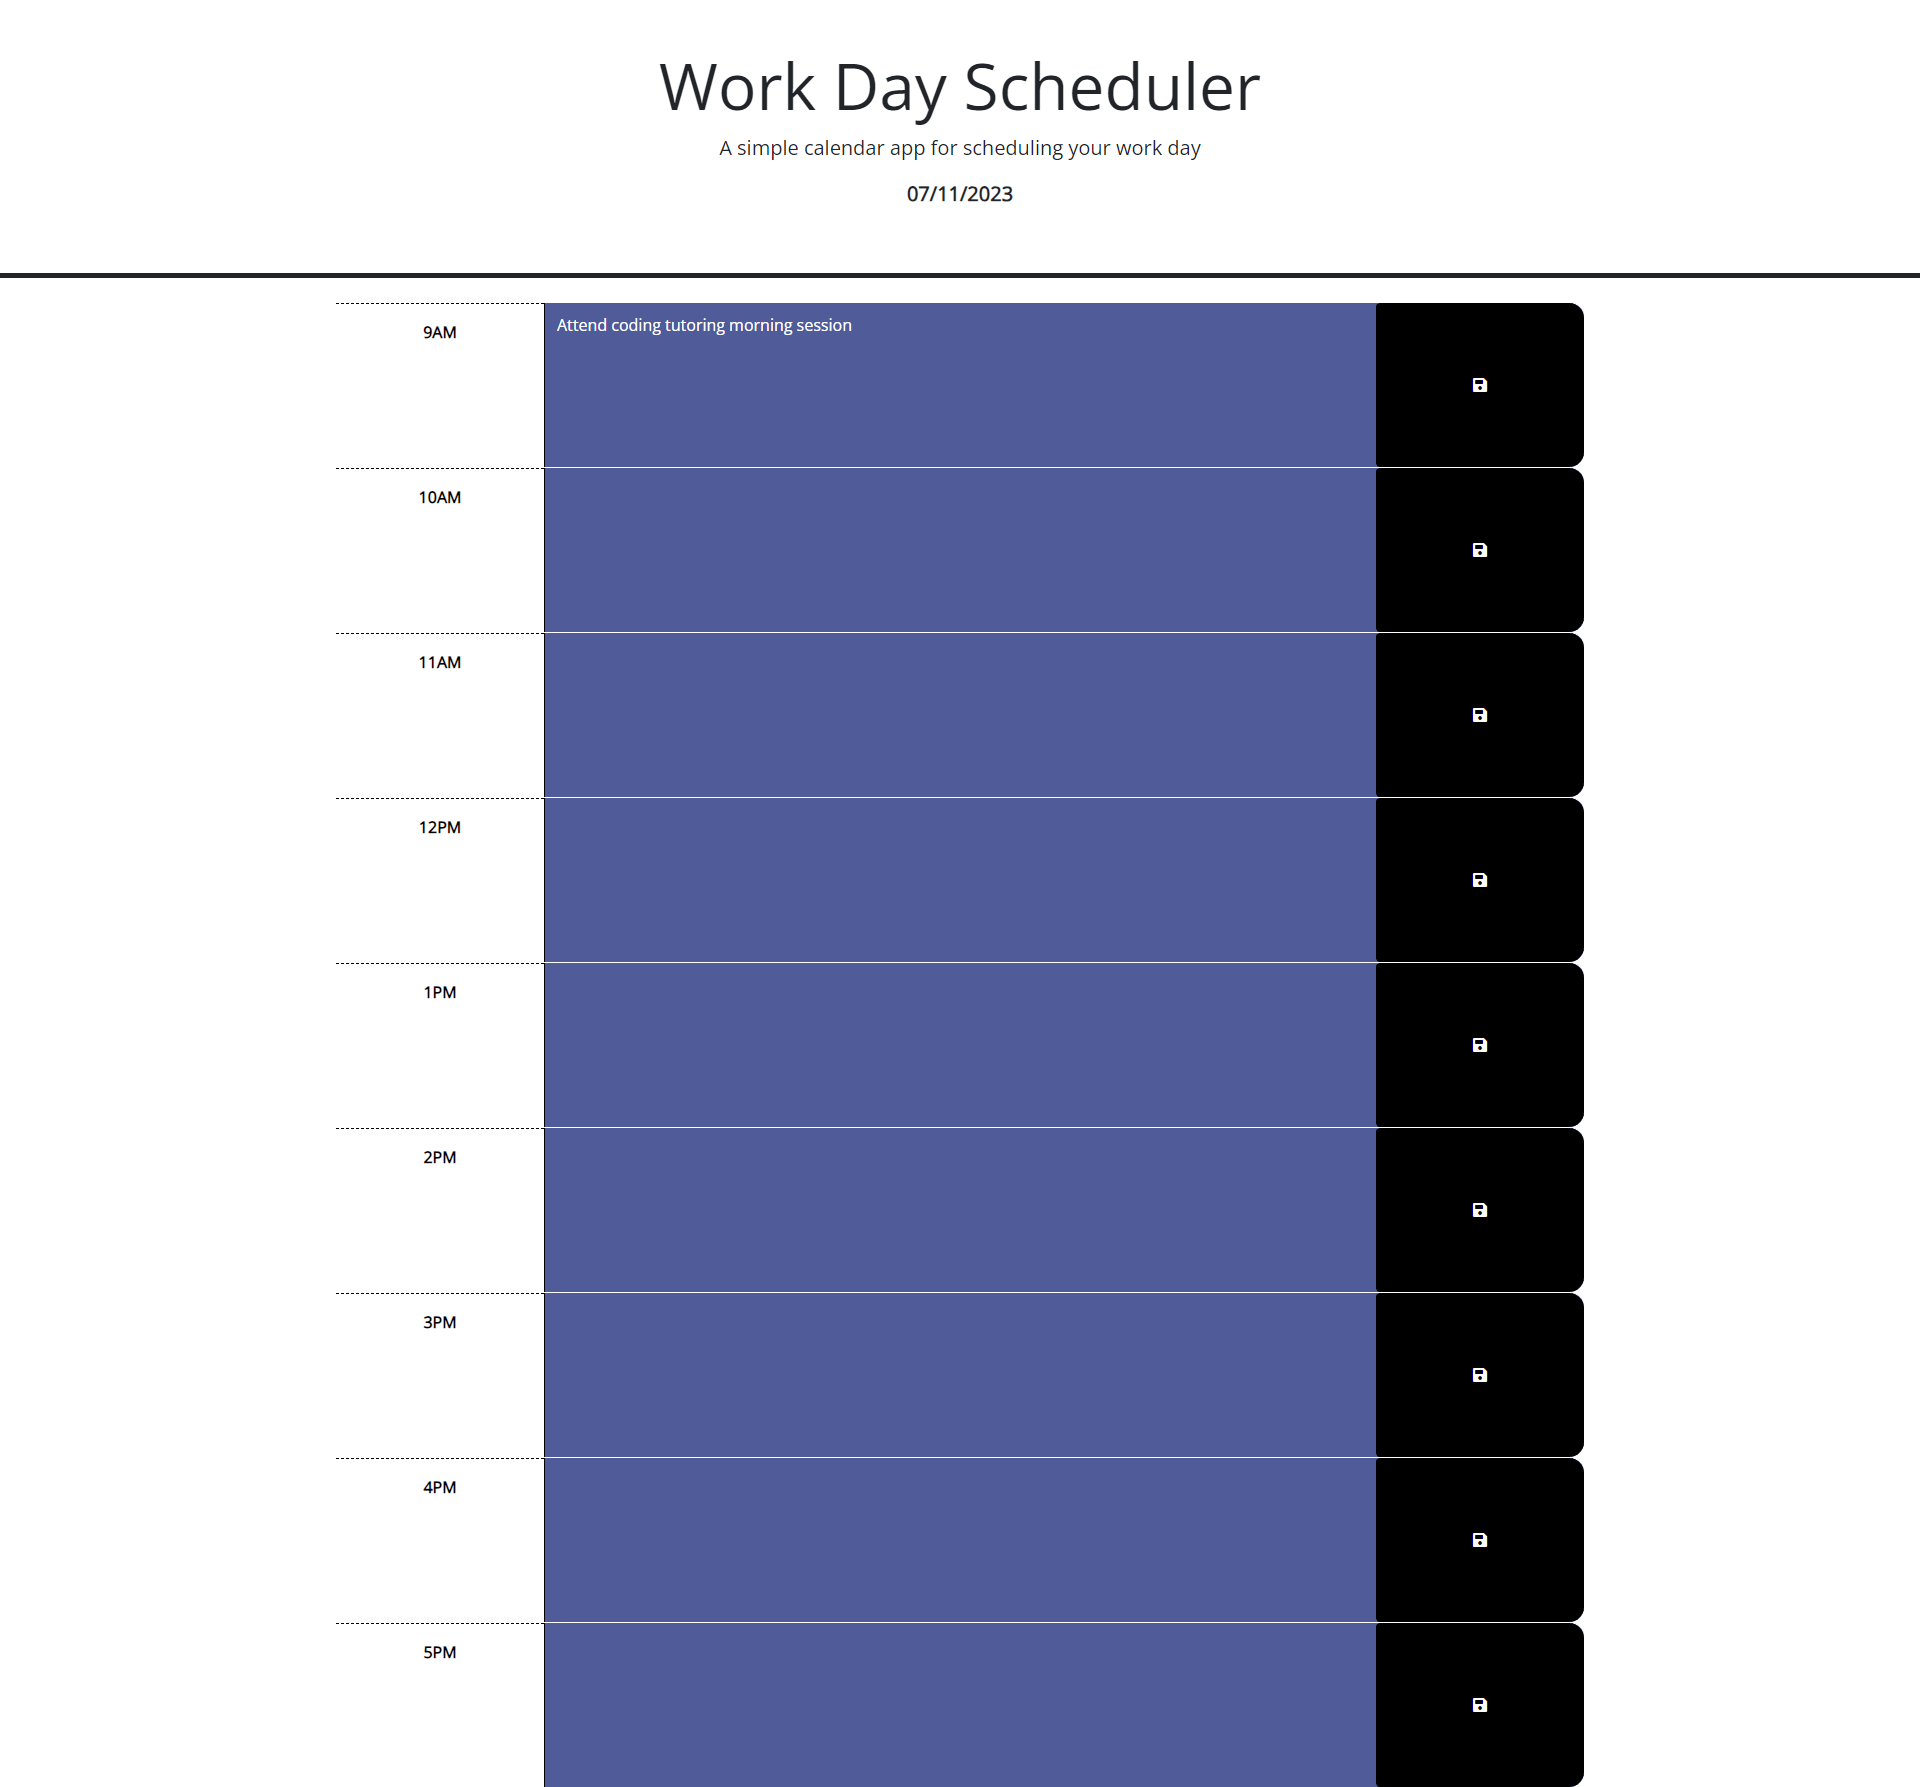 Work Day Scheduler
A simple calendar app for scheduling your work day
07/11/2023
9AM
Attend coding tutoring morning session
10AM
11AM
12PM
1PM
2PM
3PM
4PM
5PM